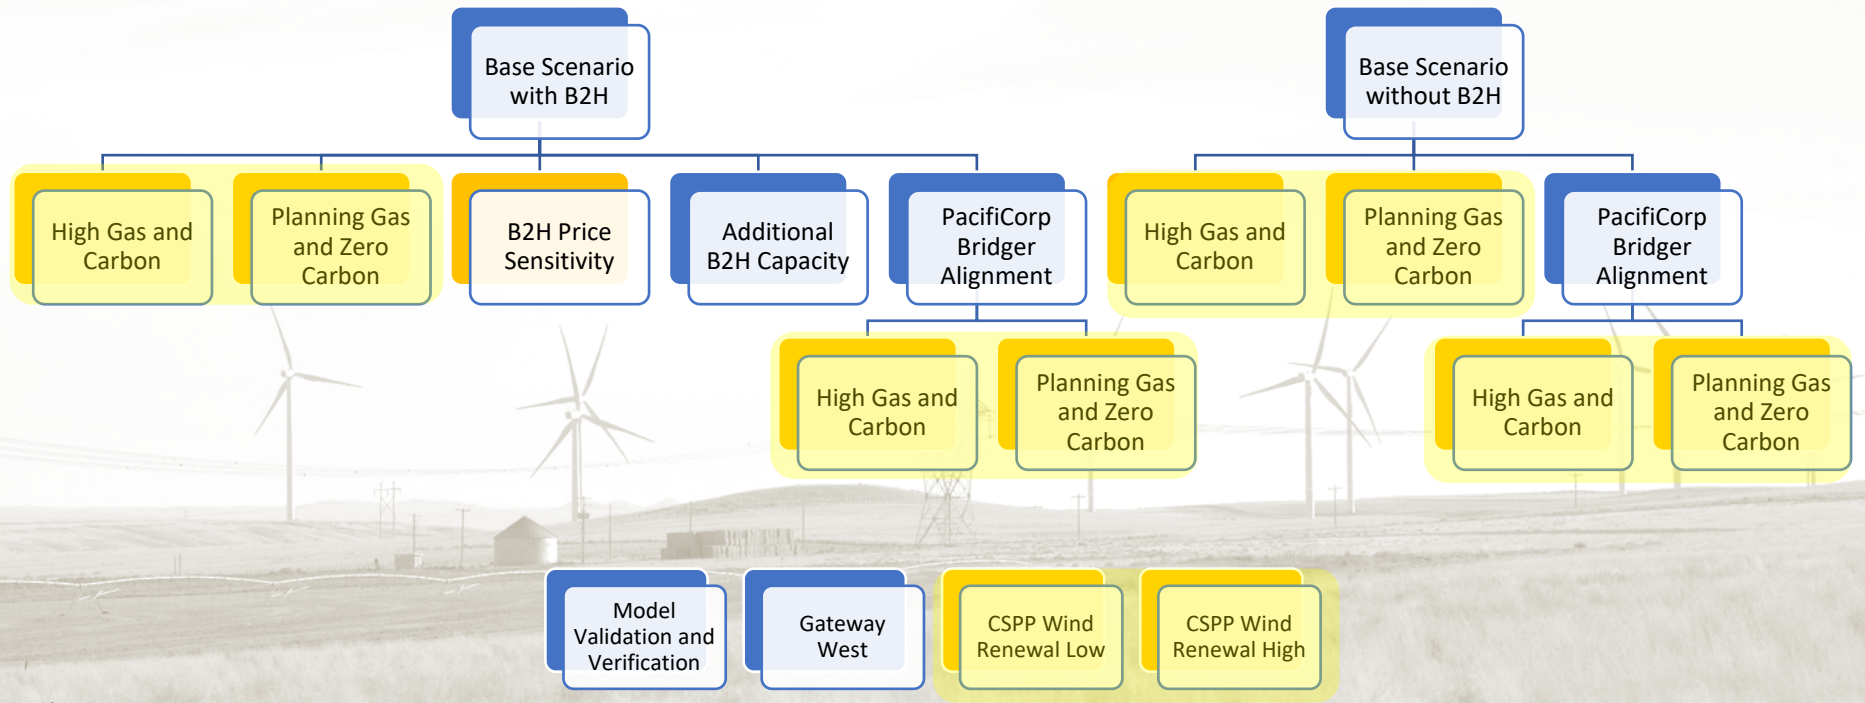 Base Scenario
with B2H
Base Scenario
without B2H
High Gas and
Carbon
Planning Gas
and Zero
Carbon
B2H Price
Sensitivity
Additional
B2H Capacity
PacifiCorp
Bridger
Alignment
High Gas and
Carbon
Planning Gas
and Zero
Carbon
PacifiCorp
Bridger
Alignment
High Gas and
Carbon
Planning Gas
and Zero
Carbon
High Gas and
Carbon
Planning Gas
and Zero
Carbon
Model
Validation and
Verification
Gateway
West
CSPP Wind
Renewal Low
CSPP Wind
Renewal High